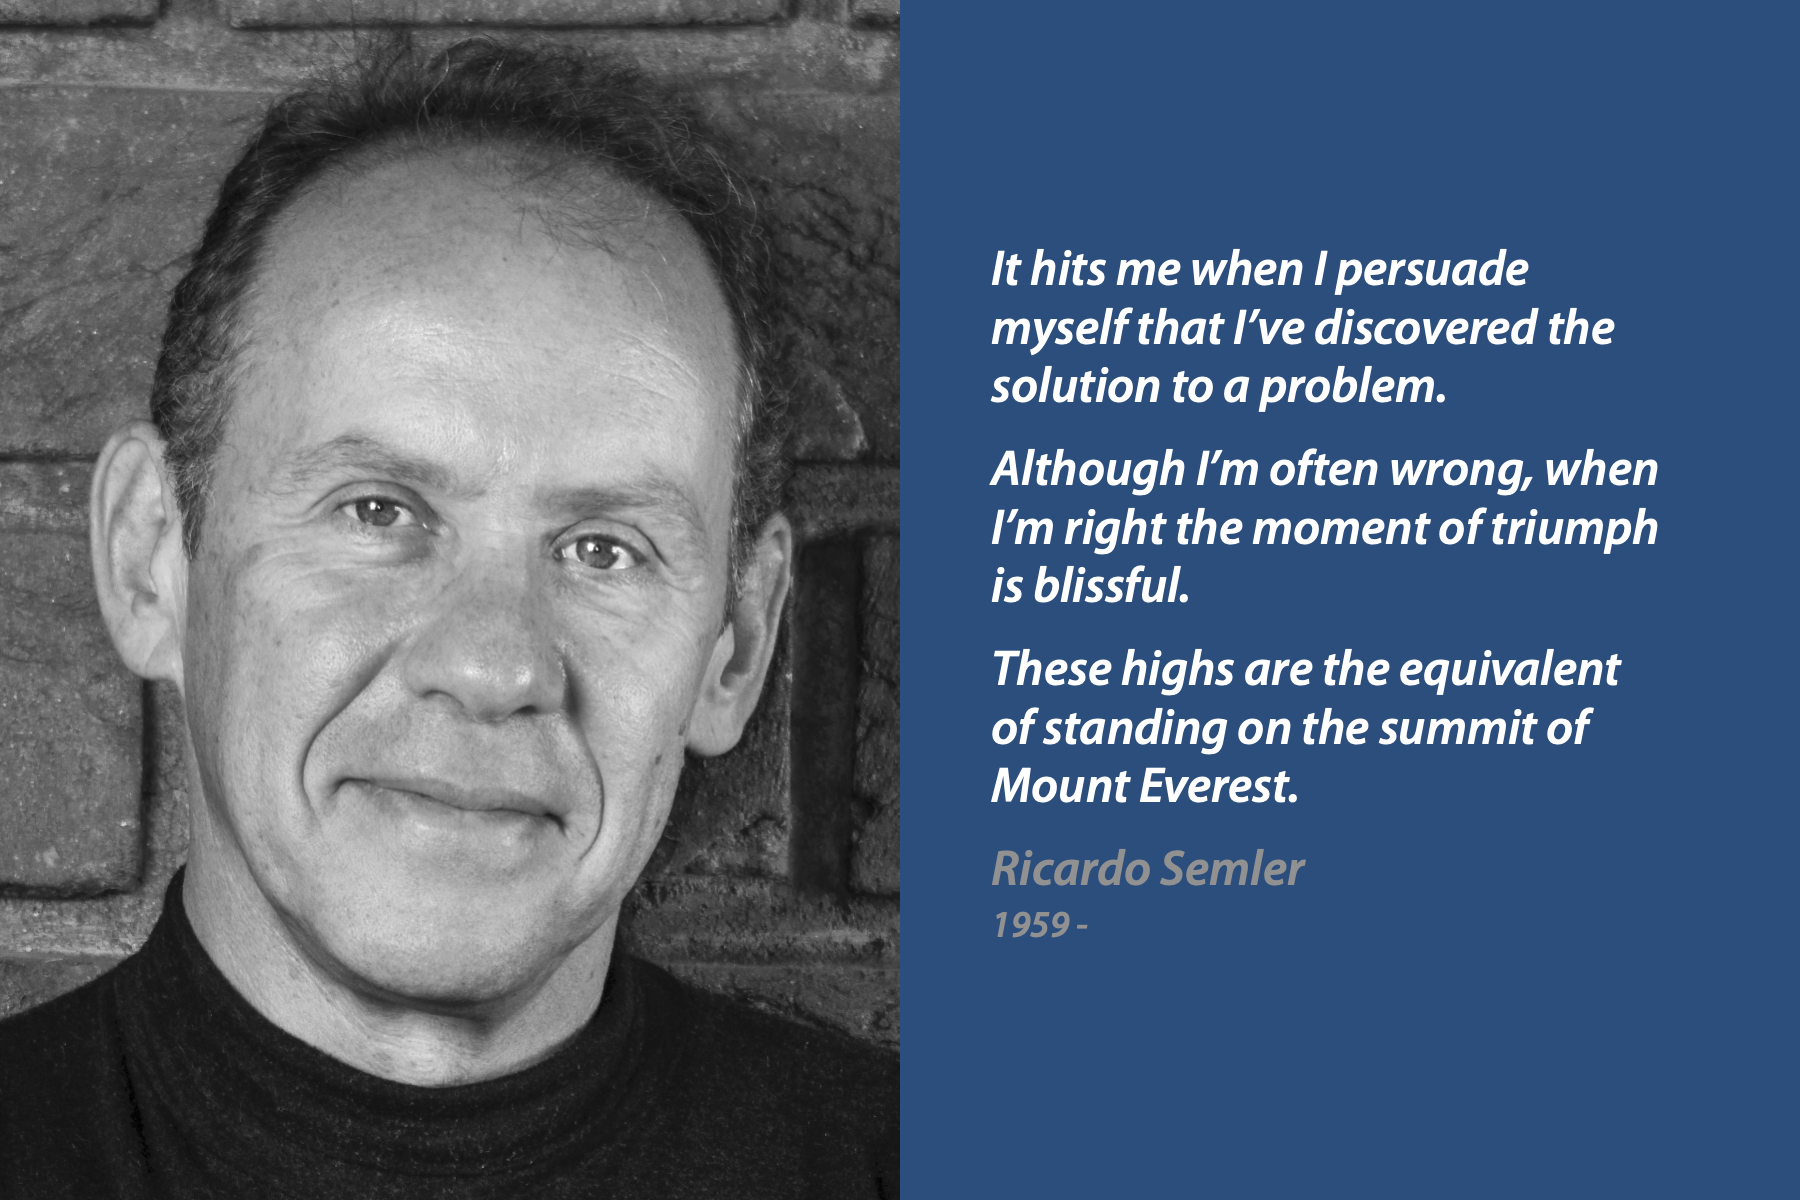 It hits me when I persuade
myself that I’ve discovered the
solution to a problem.
Although I’m often wrong, when
I’m right the moment of triumph
is blissful.
These highs are the equivalent
of standing on the summit of
Mount Everest.
Ricardo Semler
1959 -